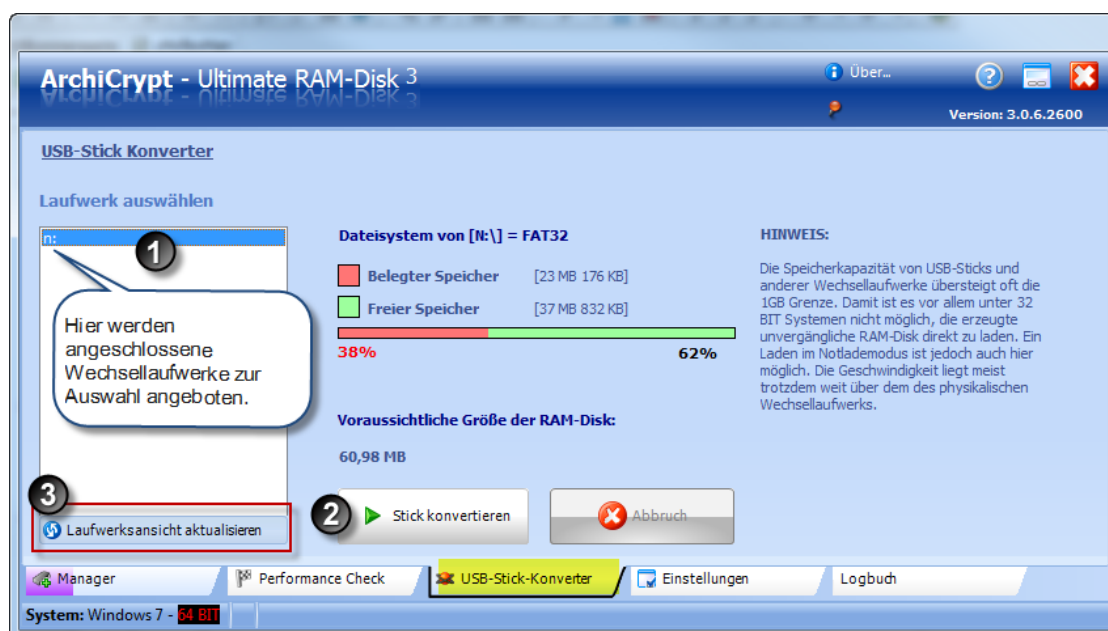 ArchiCrypt - Ultimate RAM-Disk 3
Über...
Version: 3.0.6.2600
USB-Stick Konverter
Laufwerk auswählen
n:
1
Hier werden
angeschlossene
Wechsellaufwerke zur
Auswahl angeboten.
3
Laufwerksansicht aktualisieren
Dateisystem von [N:\] = FAT32
Belegter Speicher [23 MB 176 KB]
Freier Speicher [37 MB 832 KB]
38% 62%
Voraussichtliche Größe der RAM-Disk:
60,98 MB
2
Stick konvertieren
Abbruch
HINWEIS:
Die Speicherkapazität von USB-Sticks und
anderer Wechsellaufwerke übersteigt oft die
1GB Grenze. Damit ist es vor allem unter 32
BIT Systemen nicht möglich, die erzeugte
unvergängliche RAM-Disk direkt zu laden. Ein
Laden im Notlademodus ist jedoch auch hier
möglich. Die Geschwindigkeit liegt meist
trotzdem weit über dem des physikalischen
Wechsellaufwerks.
Manager
Performance Check
USB-Stick-Konverter
Einstellungen
Logbuch
System: Windows 7 - 64 BIT